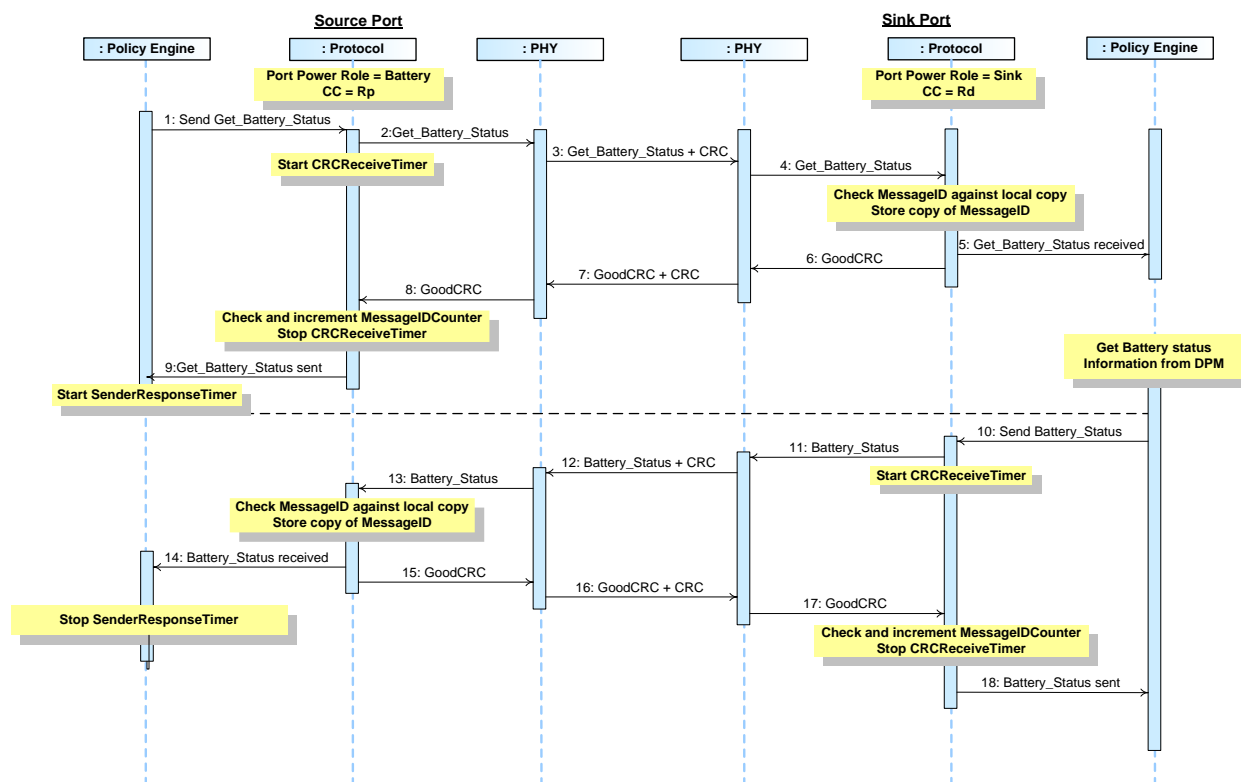 Source Port
Sink Port
: Policy Engine
: Protocol
: PHY
: PHY
: Protocol
: Policy Engine
Port Power Role = Battery
CC = Rp
Port Power Role = Sink
CC = Rd
1: Send Get_Battery_Status
2:Get_Battery_Status
Start CRCReceiveTimer
3: Get_Battery_Status + CRC
4: Get_Battery_Status
Check MessageID against local copy
Store copy of MessageID
5: Get_Battery_Status received
6: GoodCRC
7: GoodCRC + CRC
8: GoodCRC
Check and increment MessageIDCounter
Stop CRCReceiveTimer
9:Get_Battery_Status sent
Start SenderResponseTimer
Get Battery status
Information from DPM
10: Send Battery_Status
11: Battery_Status
Start CRCReceiveTimer
12: Battery_Status + CRC
13: Battery_Status
Check MessageID against local copy
Store copy of MessageID
14: Battery_Status received
15: GoodCRC
16: GoodCRC + CRC
17: GoodCRC
Stop SenderResponseTimer
Check and increment MessageIDCounter
Stop CRCReceiveTimer
18: Battery_Status sent